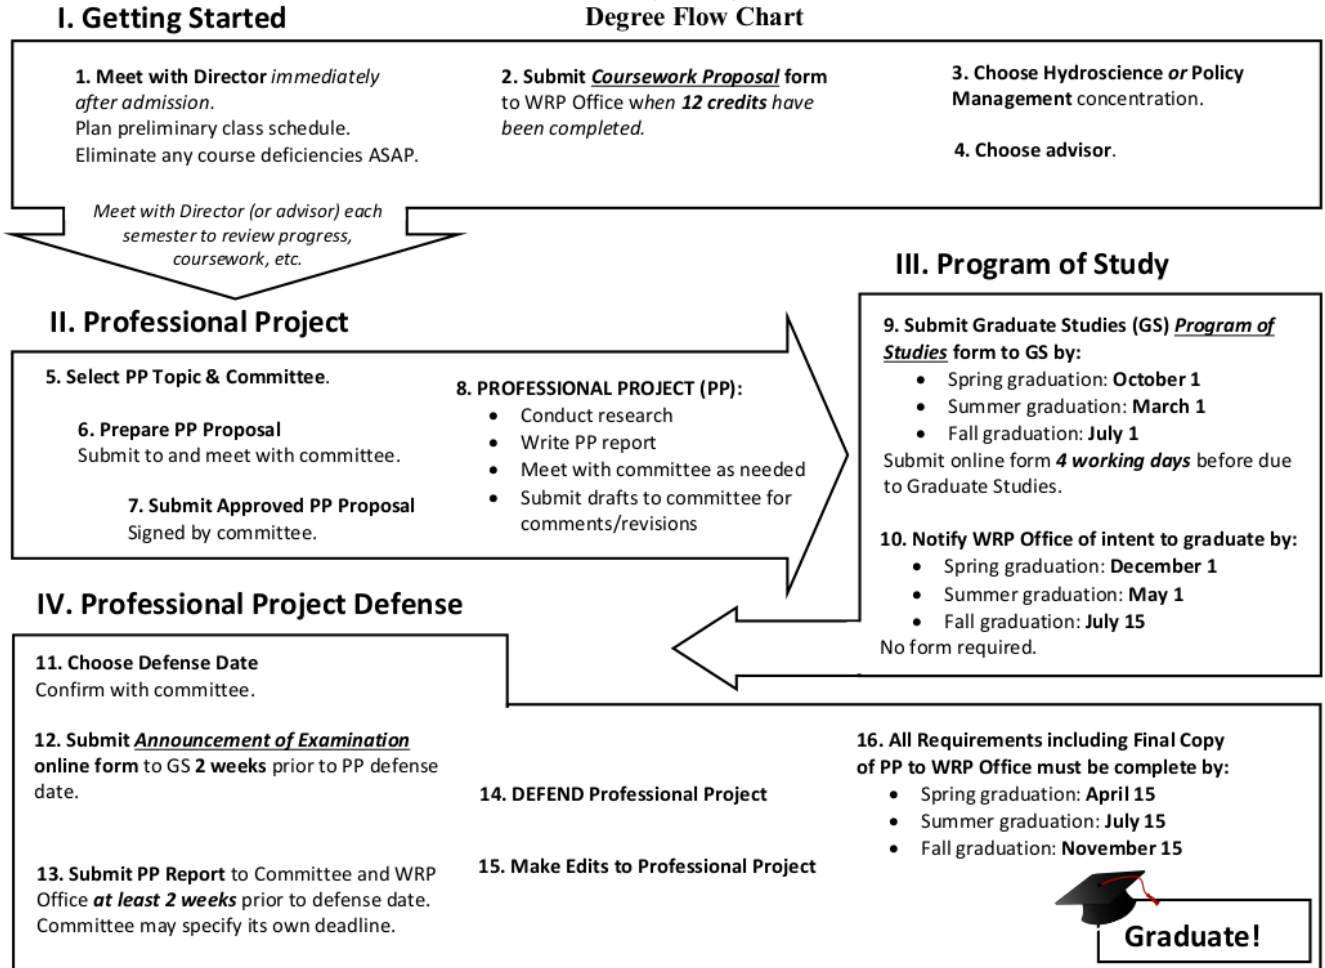 I. Getting Started
Degree Flow Chart
1. Meet with Director immediately
after admission.
Plan preliminary class schedule.
Eliminate any course deficiencies ASAP.
2. Submit Coursework Proposal form
to WRP Office when 12 credits have
been completed.
3. Choose Hydroscience or Policy
Management concentration.
4. Choose advisor.
Meet with Director (or advisor) each
semester to review progress,
coursework, etc.
II. Professional Project
5. Select PP Topic & Committee.
6. Prepare PP Proposal
Submit to and meet with committee.
7. Submit Approved PP Proposal
Signed by committee.
8. PROFESSIONAL PROJECT (PP):
• Conduct research
• Write PP report
• Meet with committee as needed
• Submit drafts to committee for
comments/revisions
III. Program of Study
9. Submit Graduate Studies (GS) Program of
Studies form to GS by:
• Spring graduation: October 1
• Summer graduation: March 1
• Fall graduation: July 1
Submit online form 4 working days before due
to Graduate Studies.
10. Notify WRP Office of intent to graduate by:
• Spring graduation: December 1
• Summer graduation: May 1
• Fall graduation: July 15
No form required.
IV. Professional Project Defense
11. Choose Defense Date
Confirm with committee.
12. Submit Announcement of Examination
online form to GS 2 weeks prior to PP defense
date.
13. Submit PP Report to Committee and WRP
Office at least 2 weeks prior to defense date.
Committee may specify its own deadline.
14. DEFEND Professional Project
15. Make Edits to Professional Project
16. All Requirements including Final Copy
of PP to WRP Office must be complete by:
• Spring graduation: April 15
• Summer graduation: July 15
• Fall graduation: November 15
Graduate!